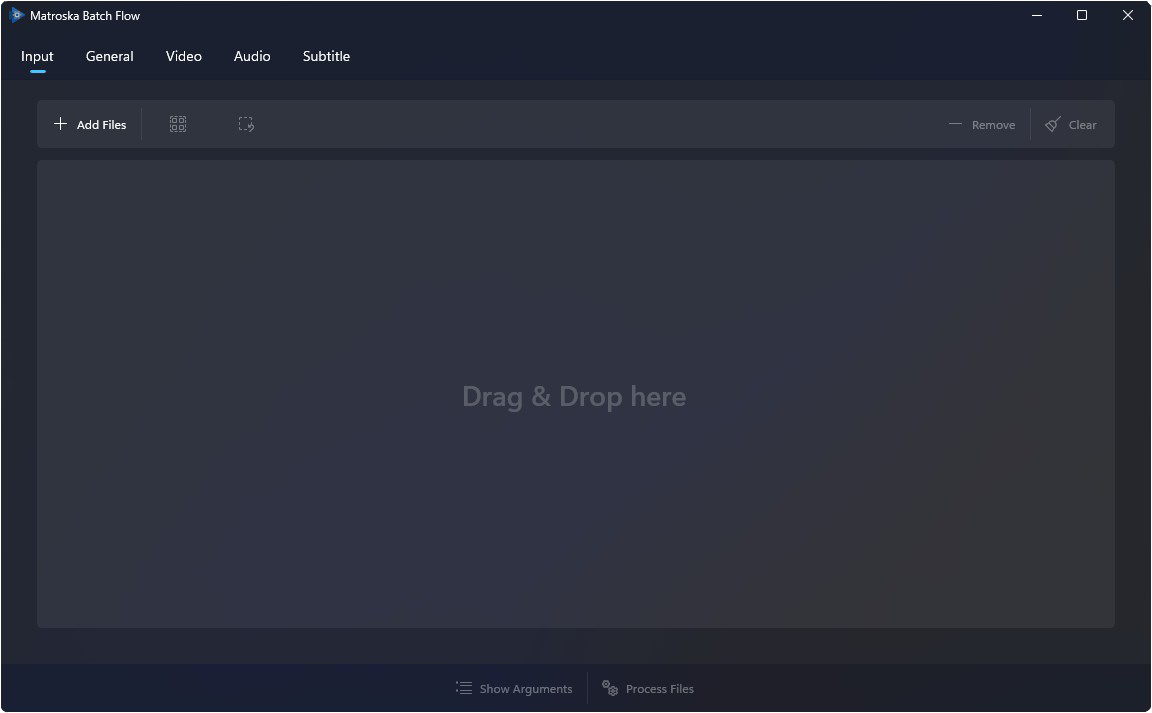 Matroska Batch Flow
Input General Video Audio Subtitle
Add Files Remove Clear
Drag & Drop here
Show Arguments Process Files